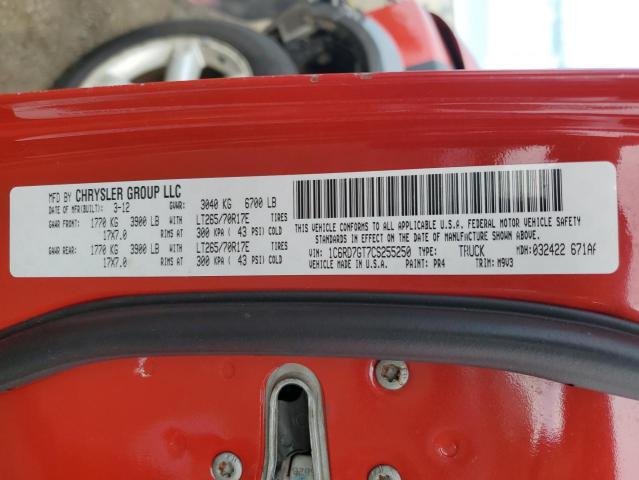 MFD BY CHRYSLER GROUP LLC
DATE OF MFR(BUILT): 3-12 GVWR: 3040 KG 6700 LB
GAWR FRONT: 1770 KG 3900 LB WITH LT265/70R17E TIRES
17X7.0 RIMS AT 300 KPA ( 43 PSI) COLD
GAWR REAR: 1770 KG 3900 LB WITH LT265/70R17E TIRES
17X7.0 RIMS AT 300 KPA ( 43 PSI) COLD
THIS VEHICLE CONFORMS TO ALL APPLICABLE U.S.A. FEDERAL MOTOR VEHICLE SAFETY
STANDARDS IN EFFECT ON THE DATE OF MANUFACTURE SHOWN ABOVE.
VIN: 1C6RD7GT7CS255250 TYPE: TRUCK MDH: 032422 671AA
VEHICLE MADE IN U.S.A. PAINT: PR4 TRIM: M9V3